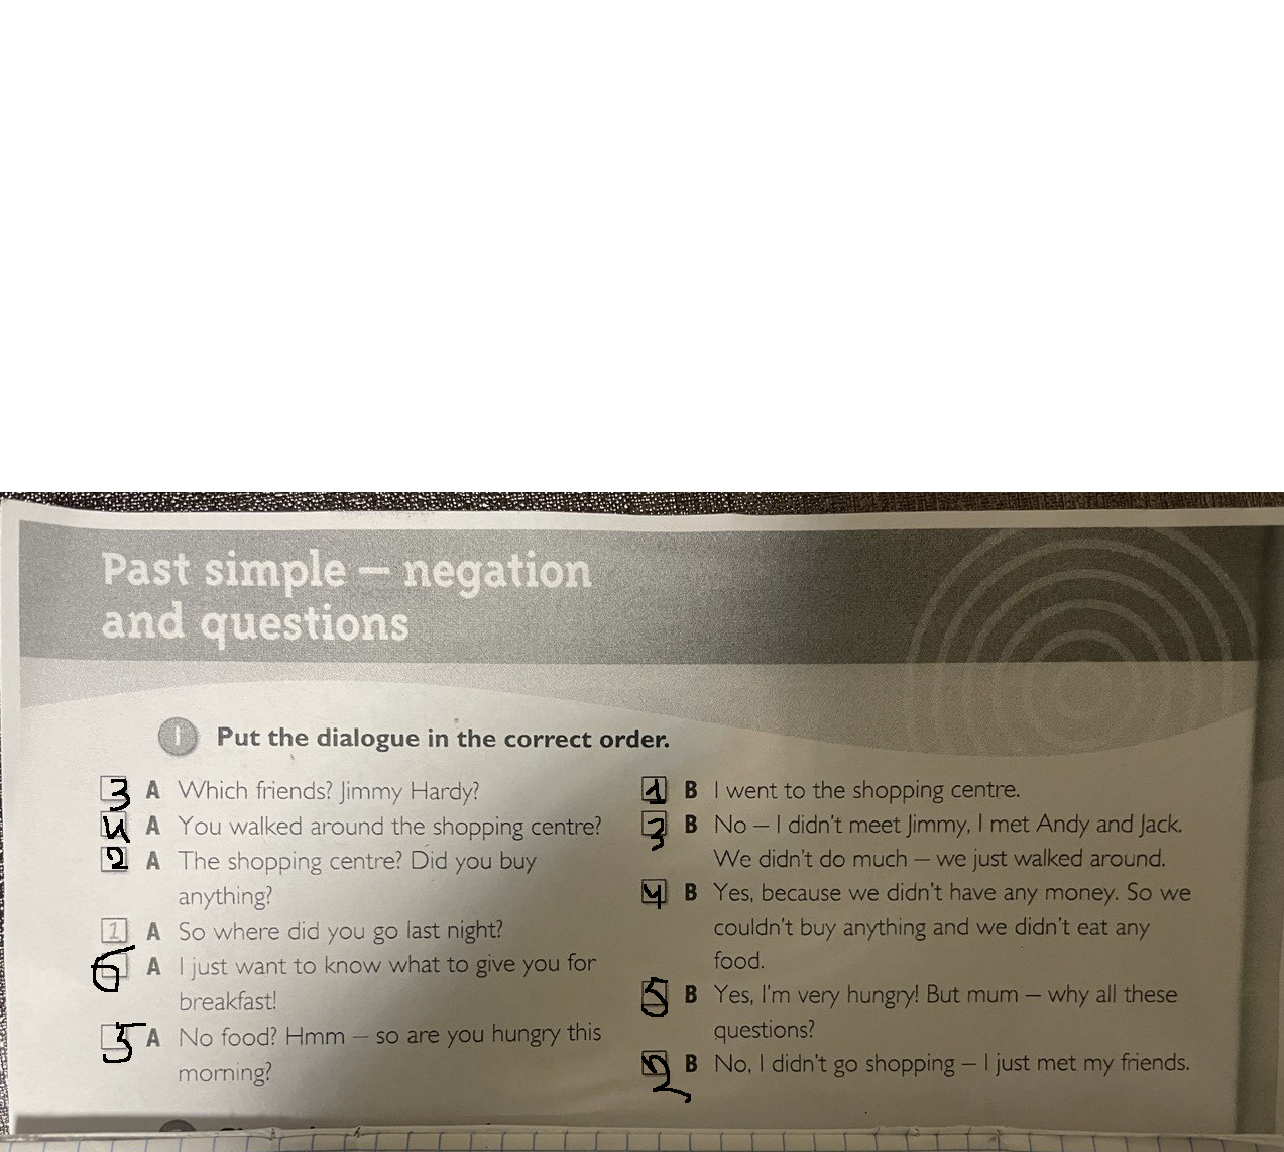 Past simple – negation
and questions
1 Put the dialogue in the correct order.
3 A Which friends? Jimmy Hardy?
4 A You walked around the shopping centre?
2 A The shopping centre? Did you buy
anything?
1 A So where did you go last night?
6 A I just want to know what to give you for
breakfast!
5 A No food? Hmm – so are you hungry this
morning?
1 B I went to the shopping centre.
3 B No – I didn't meet Jimmy, I met Andy and Jack.
We didn't do much – we just walked around.
4 B Yes, because we didn't have any money. So we
couldn't buy anything and we didn't eat any
food.
5 B Yes, I'm very hungry! But mum – why all these
questions?
2 B No, I didn't go shopping – I just met my friends.